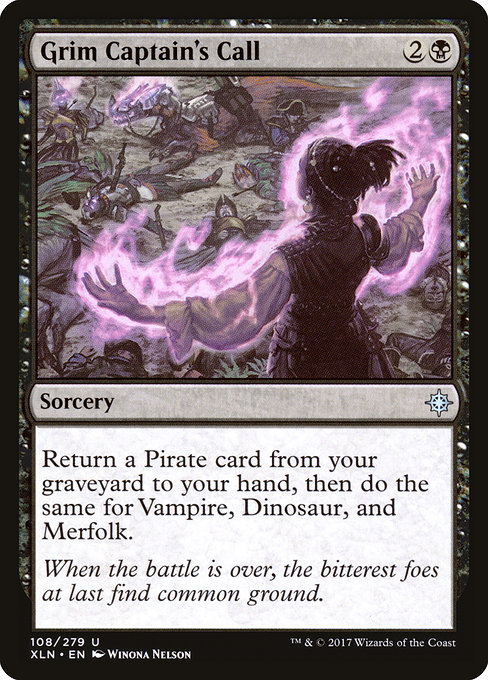 Grim Captain's Call 2
Sorcery
Return a Pirate card from your
graveyard to your hand, then do the
same for Vampire, Dinosaur, and
Merfolk.
When the battle is over, the bitterest foes
at last find common ground.
108/279 U
XLN • EN Winona Nelson
™ & © 2017 Wizards of the Coast